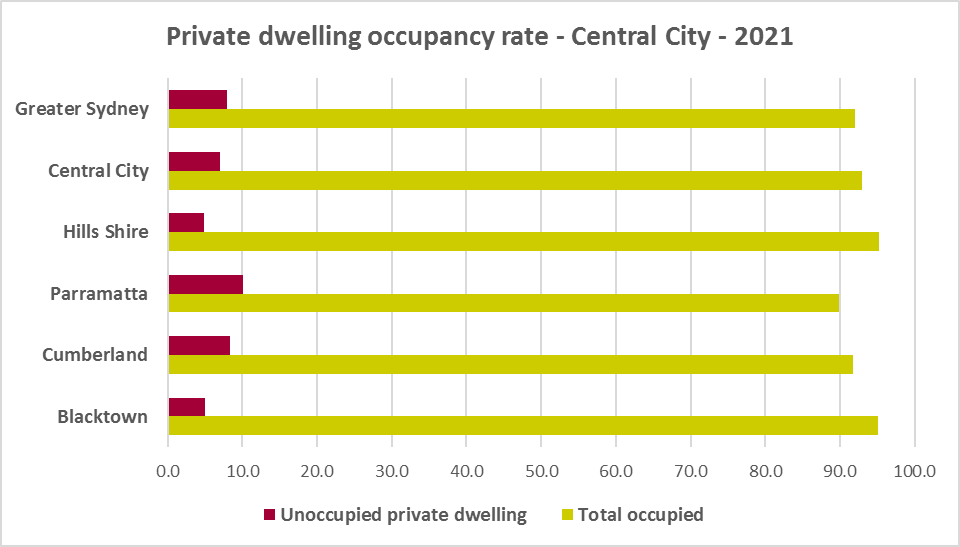 Private dwelling occupancy rate - Central City - 2021
Greater Sydney
Central City
Hills Shire
Parramatta
Cumberland
Blacktown
0.0 10.0 20.0 30.0 40.0 50.0 60.0 70.0 80.0 90.0 100.0
Unoccupied private dwelling Total occupied